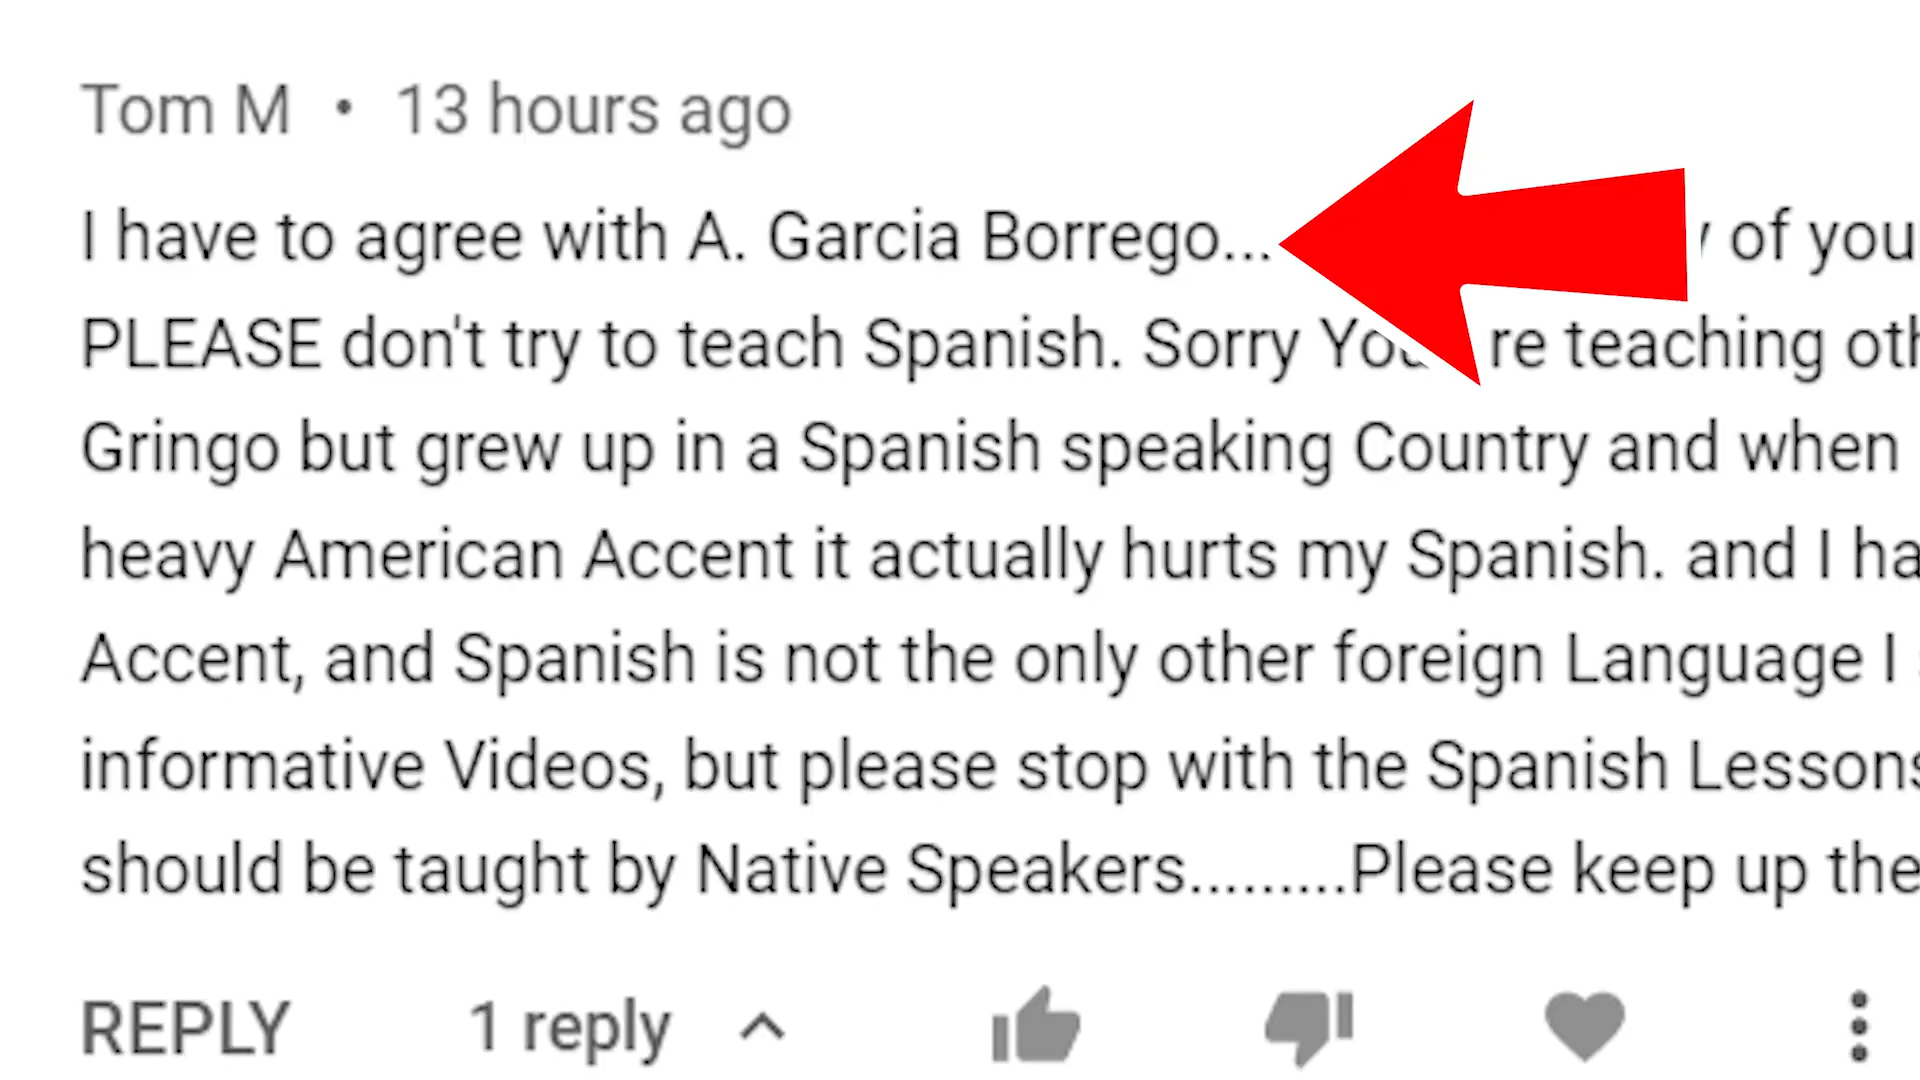 Tom M • 13 hours ago
I have to agree with A. Garcia Borrego... of you
PLEASE don't try to teach Spanish. Sorry teaching
Gringo but grew up in a Spanish speaking Country and when
heavy American Accent it actually hurts my Spanish. and I
Accent, and Spanish is not the only other foreign Language I
informative Videos, but please stop with the Spanish Lessons
should be taught by Native Speakers.........Please keep up the
REPLY 1 reply